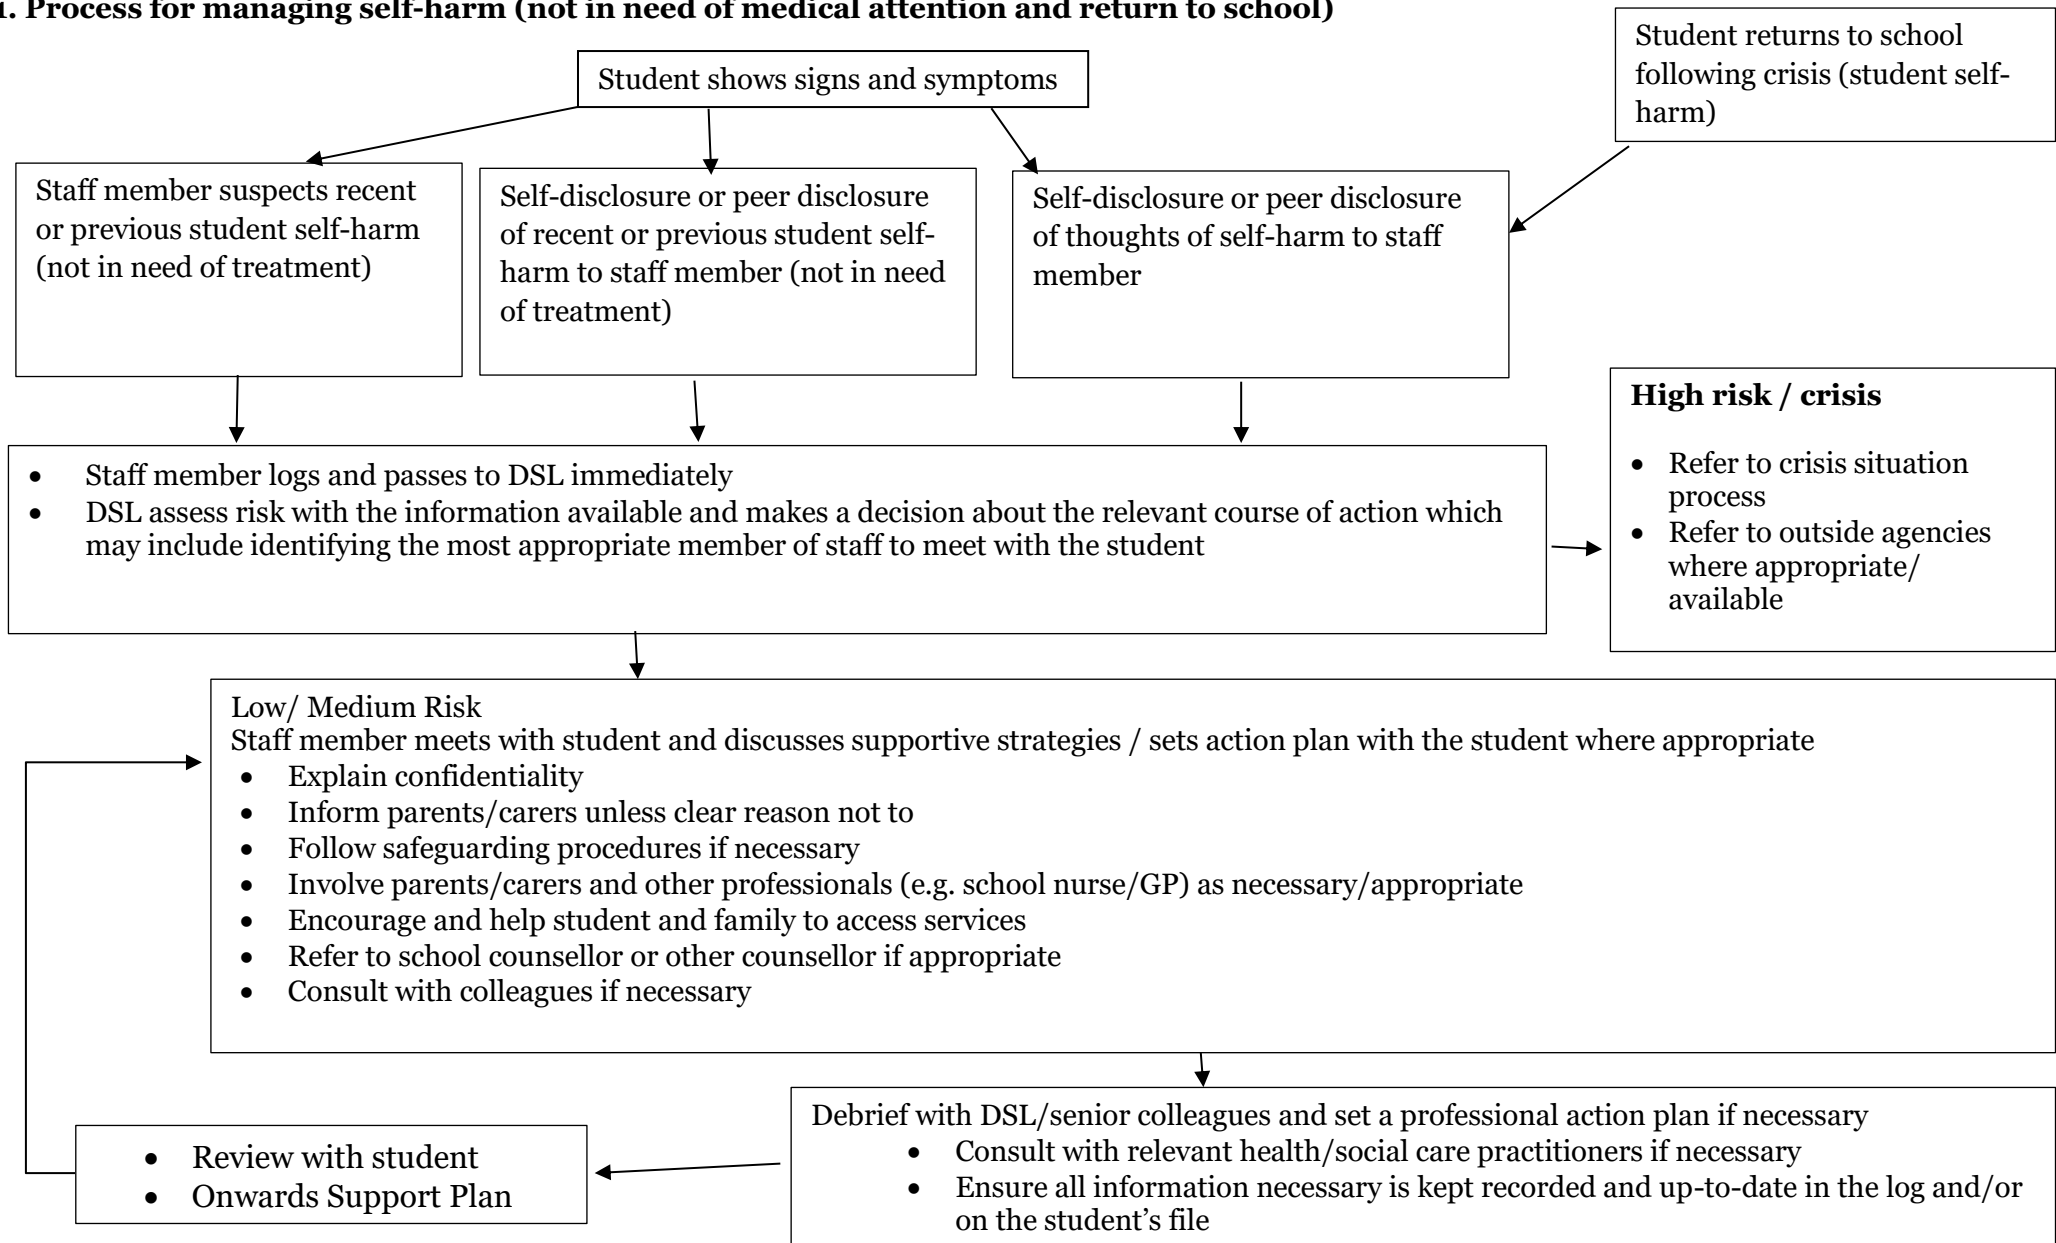 1. Process for managing self-harm (not in need of medical attention and return to school)
Student shows signs and symptoms
Student returns to school
following crisis (student self-
harm)
Staff member suspects recent
or previous student self-harm
(not in need of treatment)
Self-disclosure or peer disclosure
of recent or previous student self-
harm to staff member (not in need
of treatment)
Self-disclosure or peer disclosure
of thoughts of self-harm to staff
member
High risk / crisis
• Refer to crisis situation
process
• Refer to outside agencies
where appropriate/
available
• Staff member logs and passes to DSL immediately
• DSL assess risk with the information available and makes a decision about the relevant course of action which
may include identifying the most appropriate member of staff to meet with the student
Low/ Medium Risk
Staff member meets with student and discusses supportive strategies / sets action plan with the student where appropriate
• Explain confidentiality
• Inform parents/carers unless clear reason not to
• Follow safeguarding procedures if necessary
• Involve parents/carers and other professionals (e.g. school nurse/GP) as necessary/appropriate
• Encourage and help student and family to access services
• Refer to school counsellor or other counsellor if appropriate
• Consult with colleagues if necessary
Debrief with DSL/senior colleagues and set a professional action plan if necessary
• Consult with relevant health/social care practitioners if necessary
• Ensure all information necessary is kept recorded and up-to-date in the log and/or
on the student's file
• Review with student
• Onwards Support Plan